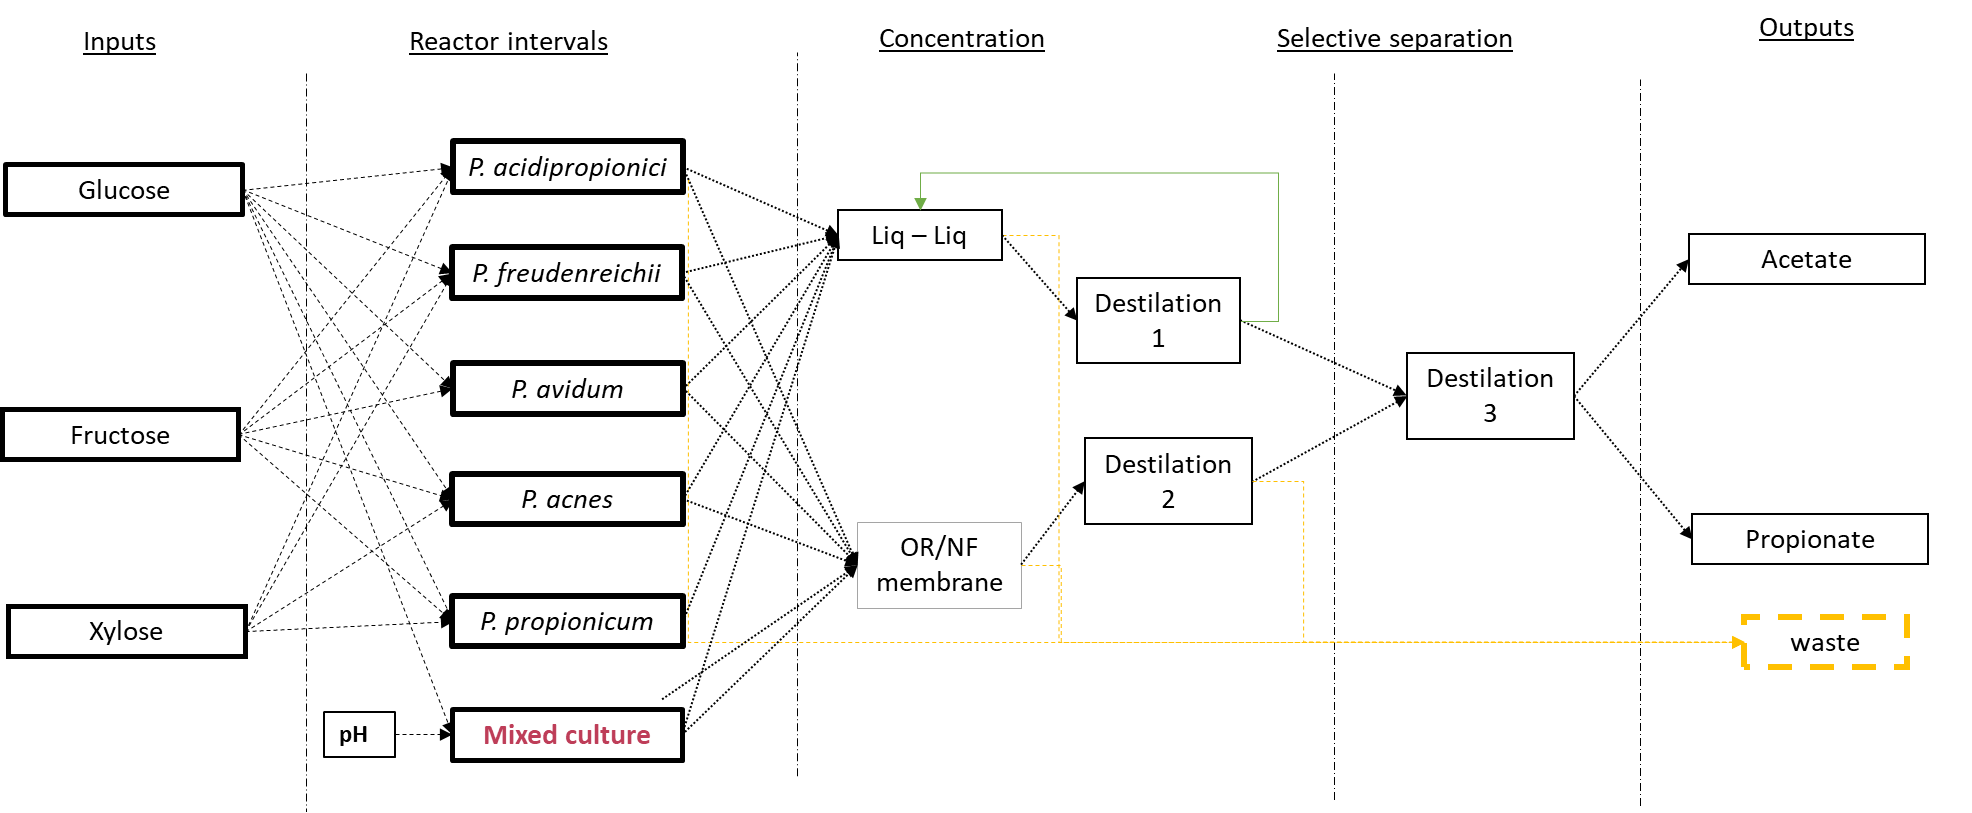 Inputs
Reactor intervals
Concentration
Selective separation
Outputs
Glucose
Fructose
Xylose
P. acidipropionici
P. freudenreichii
P. avidum
P. acnes
P. propionicum
pH
Mixed culture
Liq – Liq
OR/NF
membrane
Destilation
1
Destilation
2
Destilation
3
Acetate
Propionate
waste